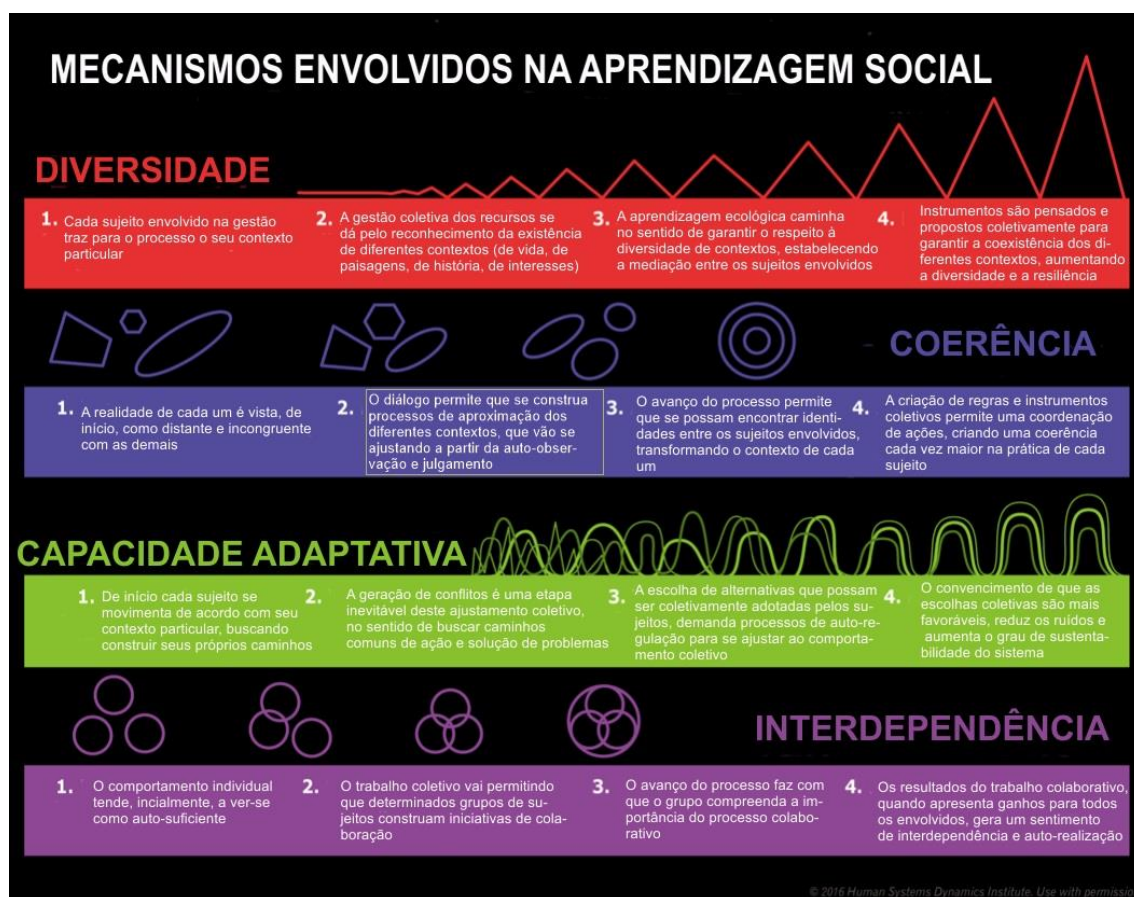 MECANISMOS ENVOLVIDOS NA APRENDIZAGEM SOCIAL
DIVERSIDADE
1. Cada sujeito envolvido na gestão
traz para o processo o seu contexto
particular
2. A gestão coletiva dos recursos se
dá pelo reconhecimento da existência
de diferentes contextos (de vida, de
paisagens, de história, de interesses)
3. A aprendizagem ecológica caminha
no sentido de garantir o respeito à
diversidade de contextos, estabelecendo
a mediação entre os sujeitos envolvidos
4. Instrumentos são pensados e
propostos coletivamente para
garantir a coexistência dos di-
ferentes contextos, aumentando
a diversidade e a resiliência
COERÊNCIA
1. A realidade de cada um é vista, de
início, como distante e incongruente
com as demais
2. O diálogo permite que se construa
processos de aproximação dos
diferentes contextos, que vão se
ajustando a partir da auto-obser-
vação e julgamento
3. O avanço do processo permite
que se possam encontrar identi-
dades entre os sujeitos envolvidos,
transformando o contexto de cada
um
4. A criação de regras e instrumentos
coletivos permite uma coordenação
de ações, criando uma coerência
cada vez maior na prática de cada
sujeito
CAPACIDADE ADAPTATIVA
1. De início cada sujeito se
movimenta de acordo com seu
contexto particular, buscando
construir seus próprios caminhos
2. A geração de conflitos é uma etapa
inevitável deste ajustamento coletivo,
no sentido de buscar caminhos
comuns de ação e solução de problemas
3. A escolha de alternativas que possam
ser coletivamente adotadas pelos su-
jeitos, demanda processos de auto-re-
gulação para se ajustar ao comporta-
mento coletivo
4. O convencimento de que as
escolhas coletivas são mais
favoráveis, reduz os ruídos e
aumenta o grau de sustenta-
bilidade do sistema
INTERDEPENDÊNCIA
1. O comportamento individual
tende, incialmente, a ver-se
como auto-suficiente
2. O trabalho coletivo vai permitindo
que determinados grupos de su-
jeitos construam iniciativas de cola-
boração
3. O avanço do processo faz com
que o grupo compreenda a im-
portância do processo colabo-
rativo
4. Os resultados do trabalho colaborativo,
quando apresenta ganhos para todos
os envolvidos, gera um sentimento
de interdependência e auto-realização
© 2016 Human Systems Dynamics Institute. Use with permissio